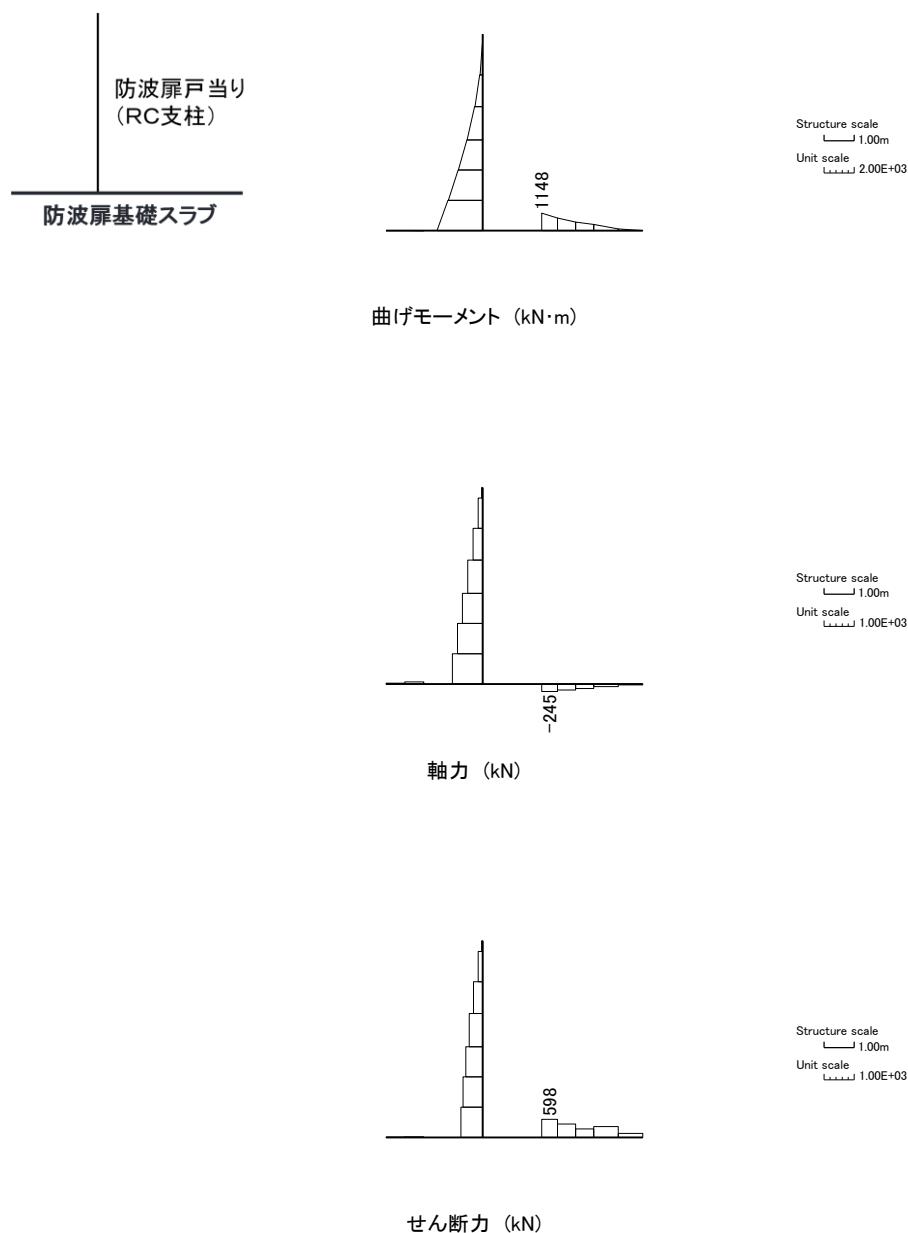 防波扉戸当り
(RC支柱)
防波扉基礎スラブ
1148
Structure scale
1.00m
Unit scale
2.00E+03
曲げモーメント (kN・m)
-245
Structure scale
1.00m
Unit scale
1.00E+03
軸力 (kN)
598
Structure scale
1.00m
Unit scale
1.00E+03
せん断力 (kN)